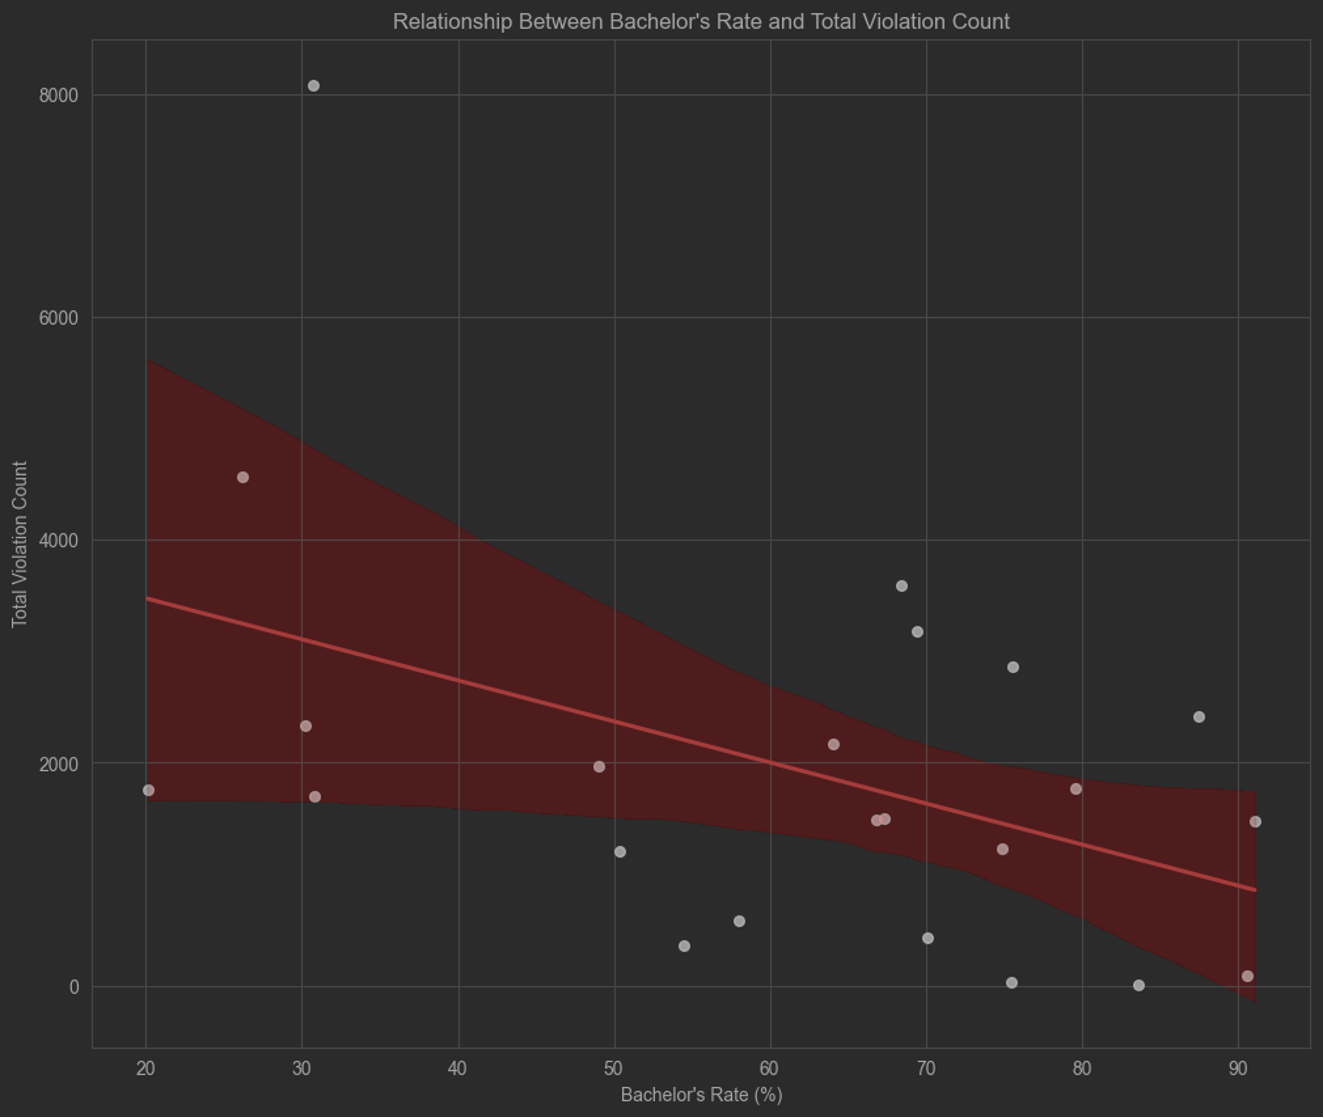 Relationship Between Bachelor's Rate and Total Violation Count
8000
6000
4000
2000
0
Total Violation Count
20 30 40 50 60 70 80 90
Bachelor's Rate (%)